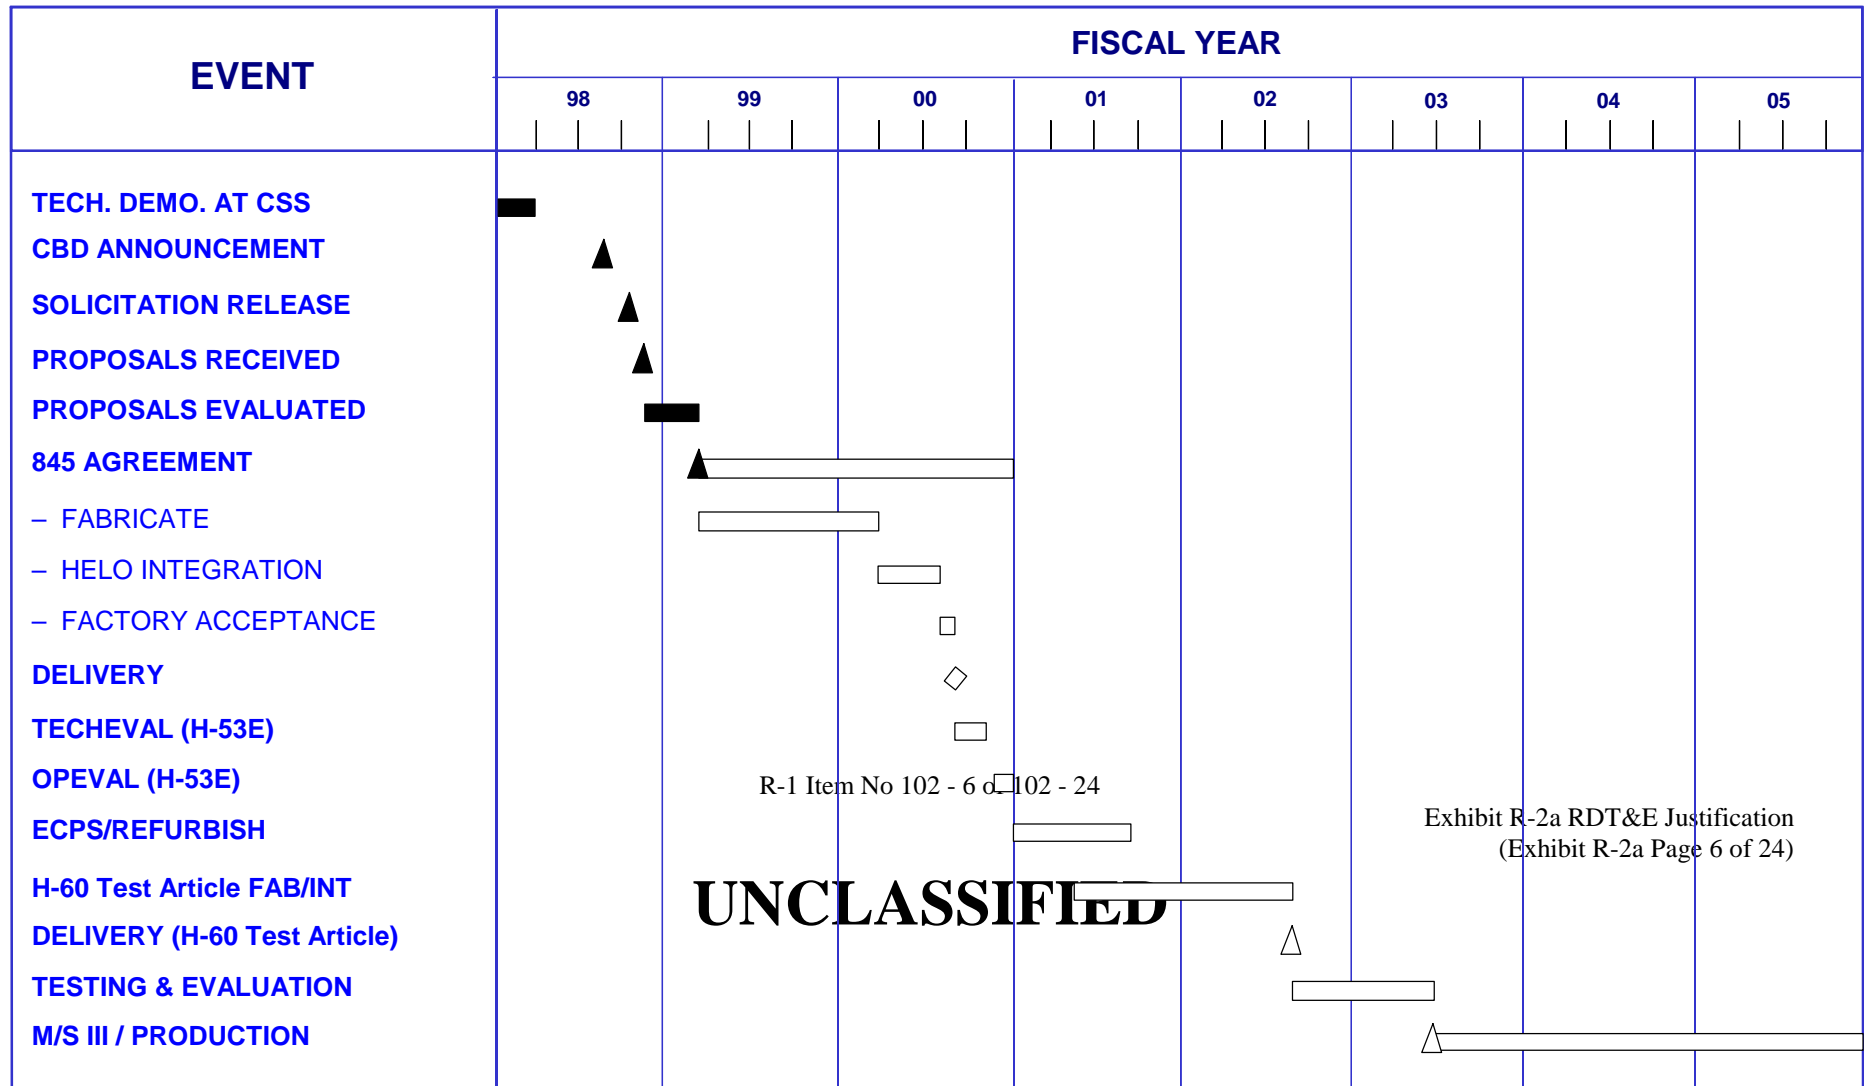 EVENT
FISCAL YEAR
98 99 00 01 02 03 04 05
TECH. DEMO. AT CSS
CBD ANNOUNCEMENT
SOLICITATION RELEASE
PROPOSALS RECEIVED
PROPOSALS EVALUATED
845 AGREEMENT
– FABRICATE
– HELO INTEGRATION
– FACTORY ACCEPTANCE
DELIVERY
TECHEVAL (H-53E)
OPEVAL (H-53E)
R-1 Item No 102 - 6 of 102 - 24
ECPS/REFURBISH
Exhibit R-2a RDT&E Justification
(Exhibit R-2a Page 6 of 24)
H-60 Test Article FAB/INT
UNCLASSIFIED
DELIVERY (H-60 Test Article)
TESTING & EVALUATION
M/S III / PRODUCTION